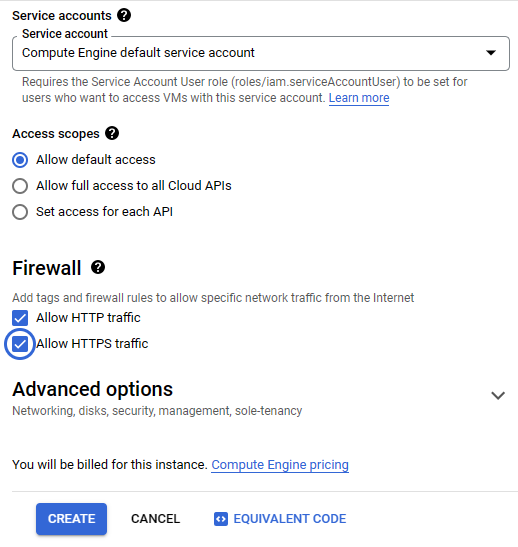 Service accounts
Service account
Compute Engine default service account
Requires the Service Account User role (roles/iam.serviceAccountUser) to be set for
users who want to access VMs with this service account. Learn more
Access scopes
Allow default access
Allow full access to all Cloud APIs
Set access for each API
Firewall
Add tags and firewall rules to allow specific network traffic from the Internet
Allow HTTP traffic
Allow HTTPS traffic
Advanced options
Networking, disks, security, management, sole-tenancy
You will be billed for this instance. Compute Engine pricing
CREATE CANCEL EQUIVALENT CODE